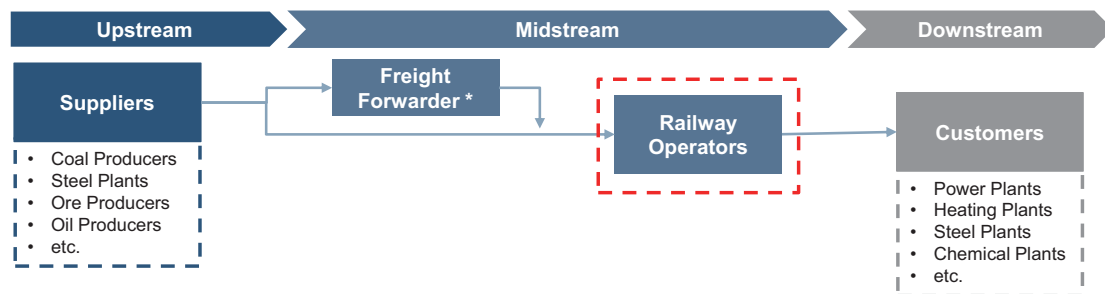 Upstream
Midstream
Downstream
Suppliers
• Coal Producers
• Steel Plants
• Ore Producers
• Oil Producers
• etc.
Freight
Forwarder *
Railway
Operators
Customers
• Power Plants
• Heating Plants
• Steel Plants
• Chemical Plants
• etc.